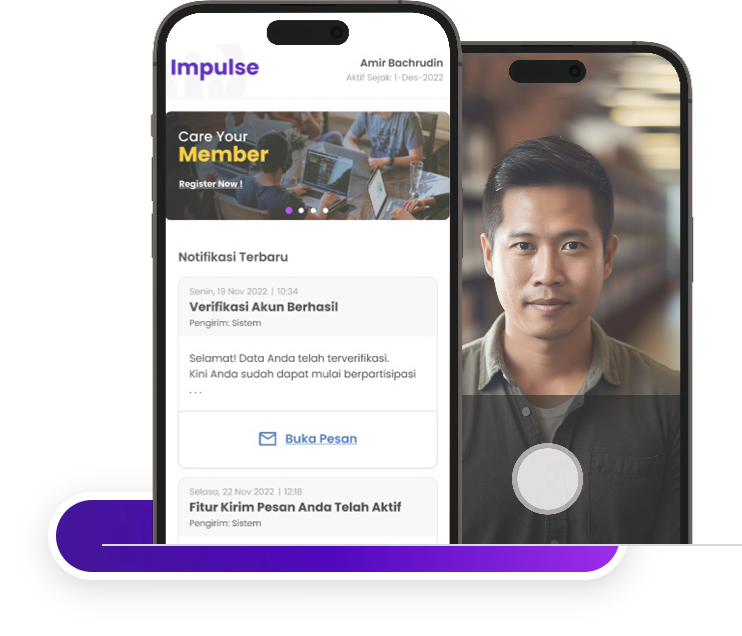 Impulse
Amir Bachrudin
Aktif Sejak: 1-Des-2022
Care Your
Member
Register Now !
Notifikasi Terbaru
Senin, 19 Nov 2022 | 10:34
Verifikasi Akun Berhasil
Pengirim: Sistem
Selamat! Data Anda telah terverifikasi.
Kini Anda sudah dapat mulai berpartisipasi
...
Buka Pesan
Selasa, 22 Nov 2022 | 12:18
Fitur Kirim Pesan Anda Telah Aktif
Pengirim: Sistem